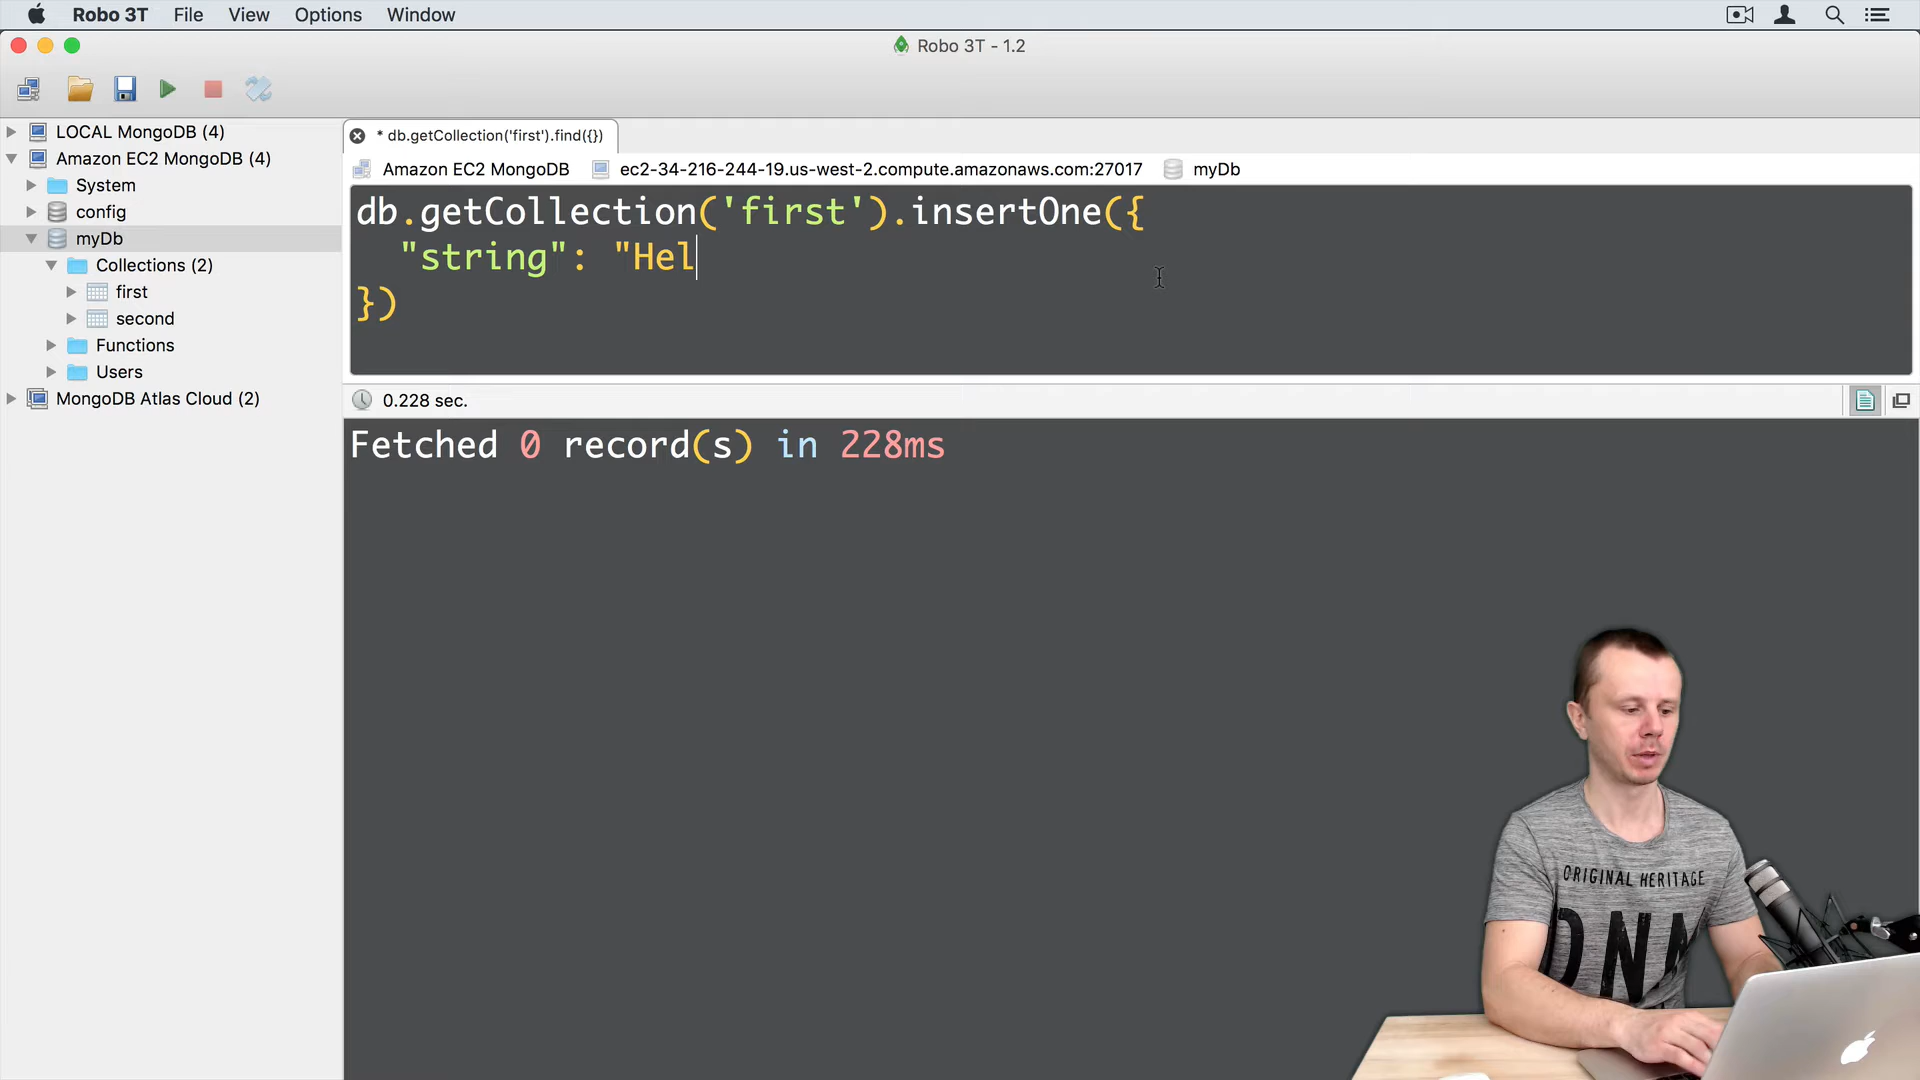 Robo 3T File View Options Window
Robo 3T - 1.2
LOCAL MongoDB (4)
Amazon EC2 MongoDB (4)
System
config
myDb
Collections (2)
first
second
Functions
Users
MongoDB Atlas Cloud (2)
* db.getCollection('first').find({})
Amazon EC2 MongoDB ec2-34-216-244-19.us-west-2.compute.amazonaws.com:27017 myDb
db.getCollection('first').insertOne({
"string": "Hel
})
0.228 sec.
Fetched 0 record(s) in 228ms
ORIGINAL HERITAGE
DNA